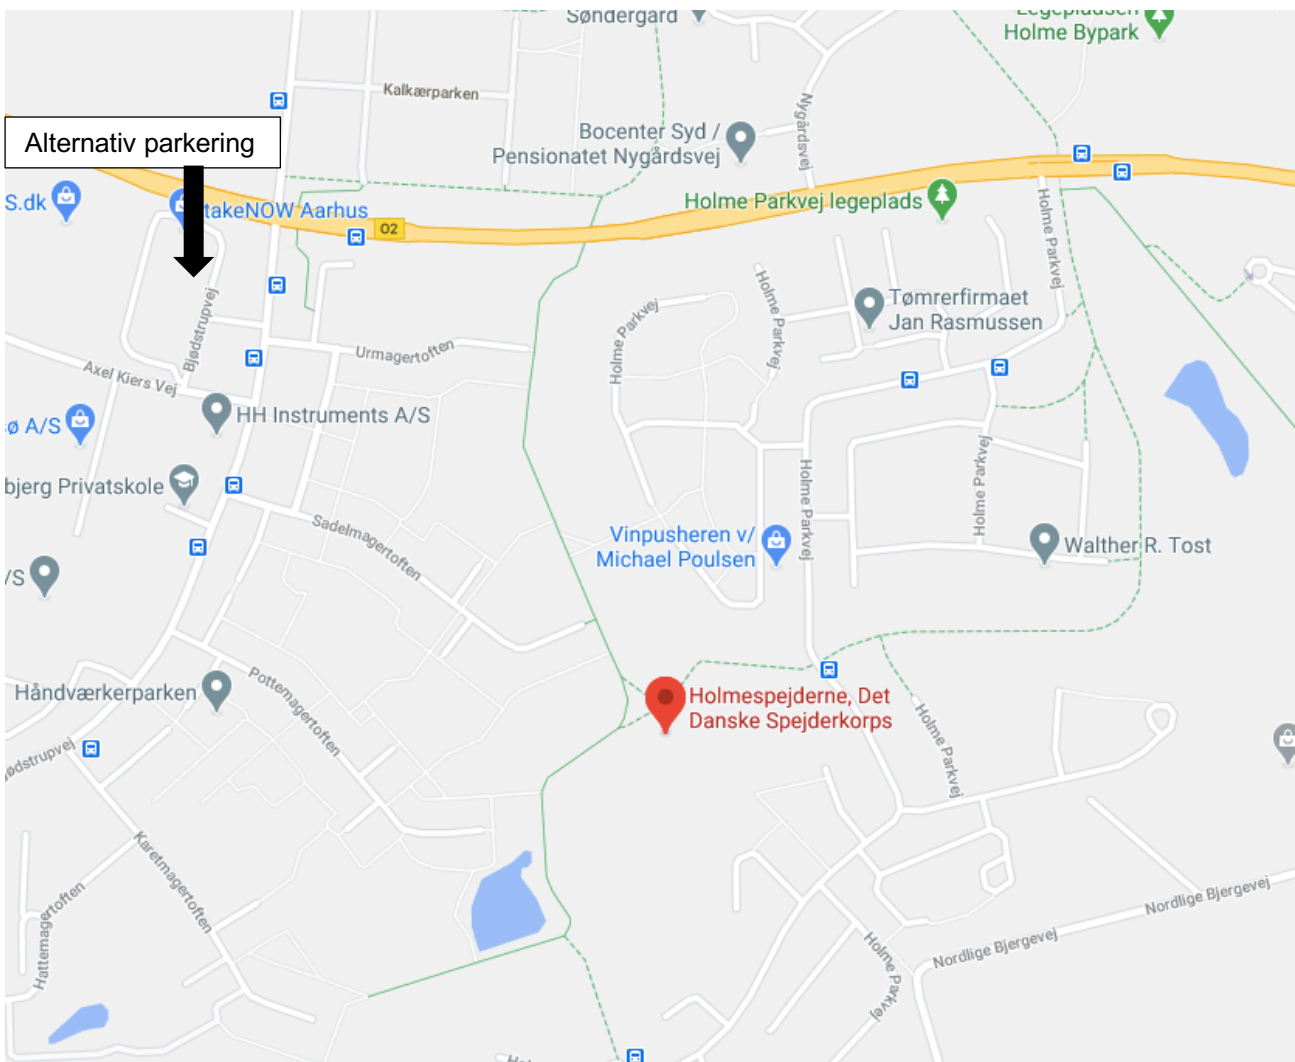 Søndergård
Legepladsen
Holme Bypark
Kalkærparken
Nygårdsvej
Alternativ parkering
Bocenter Syd /
Pensionatet Nygårdsvej
S.dk
takeNOW Aarhus
O2
Holme Parkvej legeplads
Holme Parkvej
Holme Parkvej
Holme Parkvej
Bjødstrupvej
Tømrerfirmaet
Jan Rasmussen
Urmagertoften
Axel Kiers Vej
HH Instruments A/S
ø A/S
bjerg Privatskole
Holme Parkvej
Holme Parkvej
Sadelmagertoften
Vinpusheren v/
Michael Poulsen
Walther R. Tost
/S
Håndværkerparken
Pottemagertoften
Holmespejderne, Det
Danske Spejderkorps
Holme Parkvej
jødstrupvej
Karetmagertoften
Hattemagertoften
Nordlige Bjergevej
Nordlige Bjergevej
Holme Parkvej